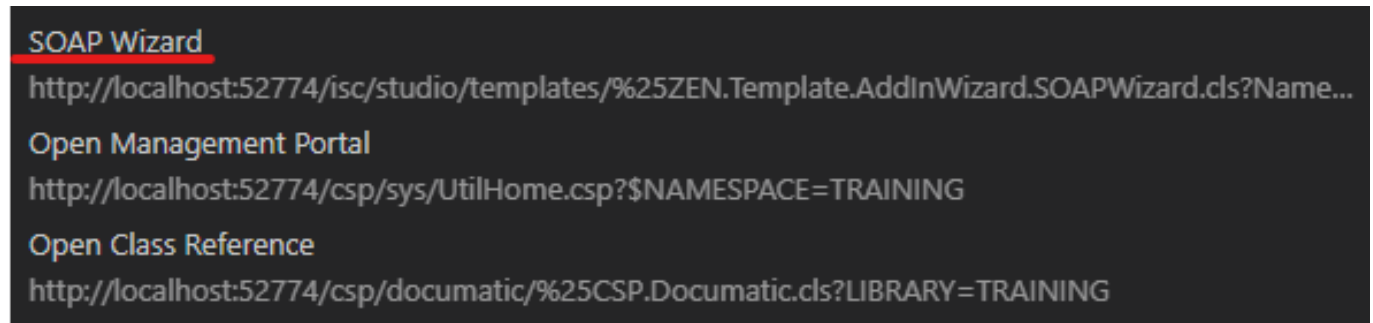 SOAP Wizard
http://localhost:52774/isc/studio/templates/%25ZEN.Template.AddInWizard.SOAPWizard.cls?Name...
Open Management Portal
http://localhost:52774/csp/sys/UtilHome.csp?$NAMESPACE=TRAINING
Open Class Reference
http://localhost:52774/csp/documatic/%25CSP.Documatic.cls?LIBRARY=TRAINING